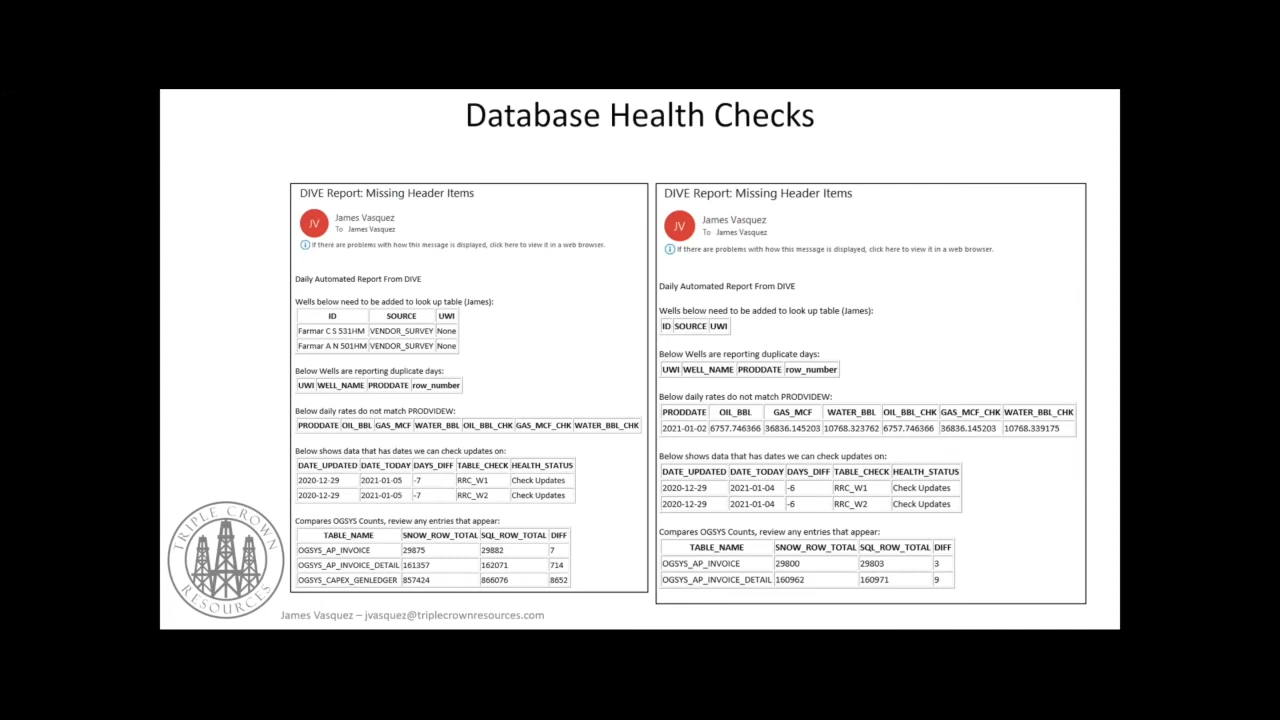 Database Health Checks
DIVE Report: Missing Header Items
JV
James Vasquez
To James Vasquez
If there are problems with how this message is displayed, click here to view it in a web browser.
Daily Automated Report From DIVE
Wells below need to be added to look up table (James):
ID SOURCE UWI
Farmar C S 531HM VENDOR_SURVEY None
Farmar A N 501HM VENDOR_SURVEY None
Below Wells are reporting duplicate days:
UWI WELL_NAME PRODDATE row_number
Below daily rates do not match PRODVIDEW:
PRODDATE OIL_BBL GAS_MCF WATER_BBL OIL_BBL_CHK GAS_MCF_CHK WATER_BBL_CHK
Below shows data that has dates we can check updates on:
DATE_UPDATED DATE_TODAY DAYS_DIFF TABLE_CHECK HEALTH_STATUS
2020-12-29 2021-01-05 -7 RRC_W1 Check Updates
2020-12-29 2021-01-05 -7 RRC_W2 Check Updates
Compares OGSYS Counts, review any entries that appear:
TABLE_NAME SNOW_ROW_TOTAL SQL_ROW_TOTAL DIFF
OGSYS_AP_INVOICE 29875 29882 7
OGSYS_AP_INVOICE_DETAIL 161357 162071 714
OGSYS_CAPEX_GENLEDGER 857424 866076 8652
DIVE Report: Missing Header Items
JV
James Vasquez
To James Vasquez
If there are problems with how this message is displayed, click here to view it in a web browser.
Daily Automated Report From DIVE
Wells below need to be added to look up table (James):
ID SOURCE UWI
Below Wells are reporting duplicate days:
UWI WELL_NAME PRODDATE row_number
Below daily rates do not match PRODVIDEW:
PRODDATE OIL_BBL GAS_MCF WATER_BBL OIL_BBL_CHK GAS_MCF_CHK WATER_BBL_CHK
2021-01-02 6757.746366 36836.145203 10768.323762 6757.746366 36836.145203 10768.339175
Below shows data that has dates we can check updates on:
DATE_UPDATED DATE_TODAY DAYS_DIFF TABLE_CHECK HEALTH_STATUS
2020-12-29 2021-01-04 -6 RRC_W1 Check Updates
2020-12-29 2021-01-04 -6 RRC_W2 Check Updates
Compares OGSYS Counts, review any entries that appear:
TABLE_NAME SNOW_ROW_TOTAL SQL_ROW_TOTAL DIFF
OGSYS_AP_INVOICE 29800 29803 3
OGSYS_AP_INVOICE_DETAIL 160962 160971 9
TRIPLE CROWN
RESOURCES
James Vasquez – jvasquez@triplecrownresources.com